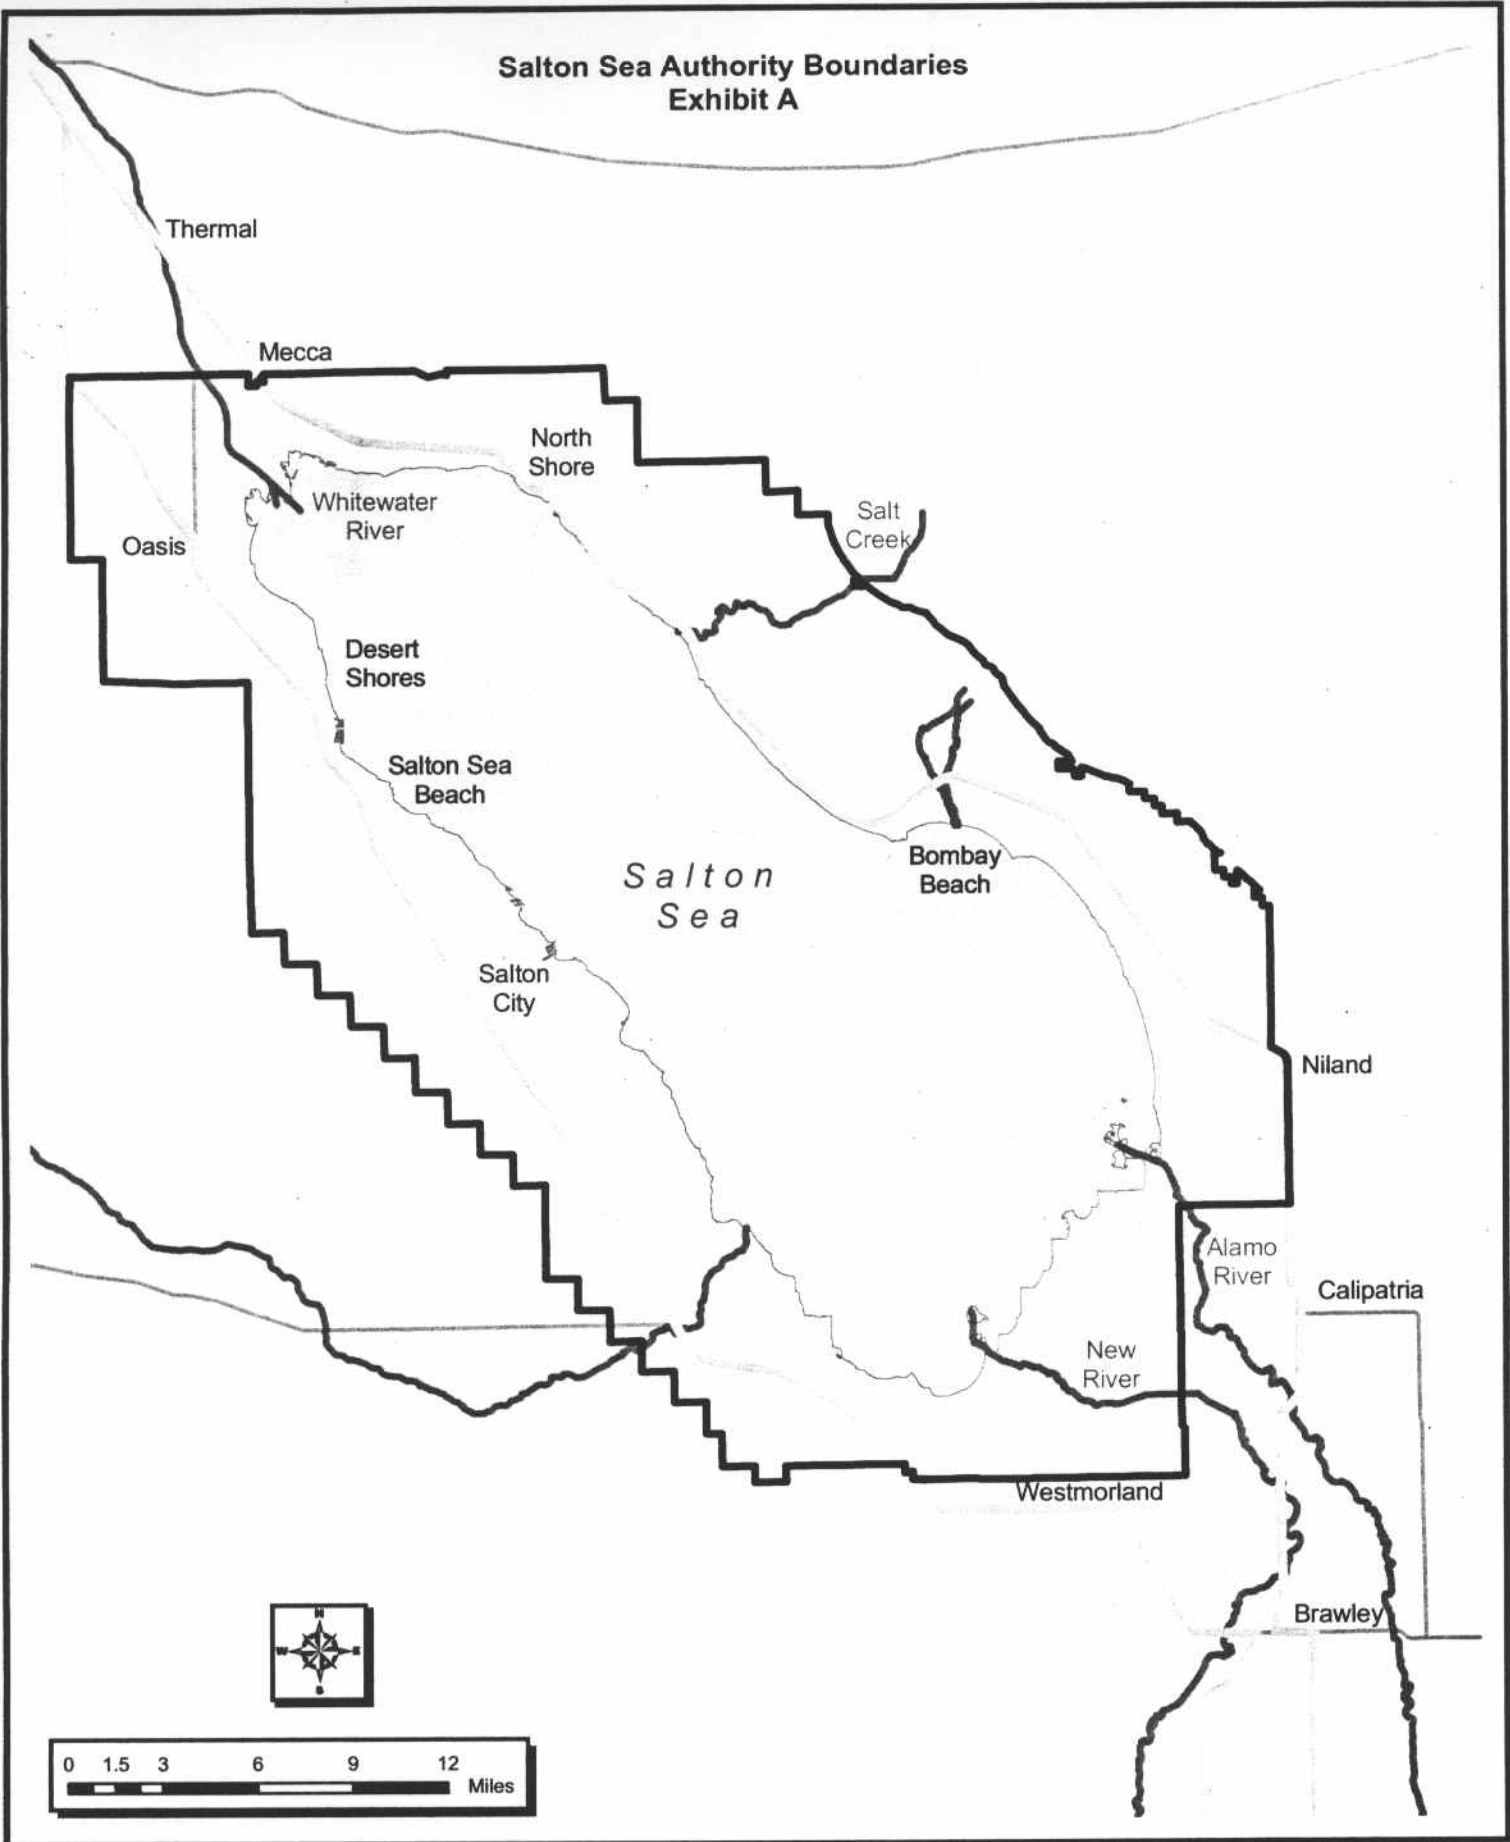 Salton Sea Authority Boundaries
Exhibit A
Thermal
Mecca
North
Shore
Whitewater
River
Salt
Creek
Oasis
Desert
Shores
Salton Sea
Beach
Salton
Sea
Bombay
Beach
Salton
City
Niland
Alamo
River
Calipatria
New
River
Westmorland
Brawley
N
W E
S
0 1.5 3 6 9 12
Miles